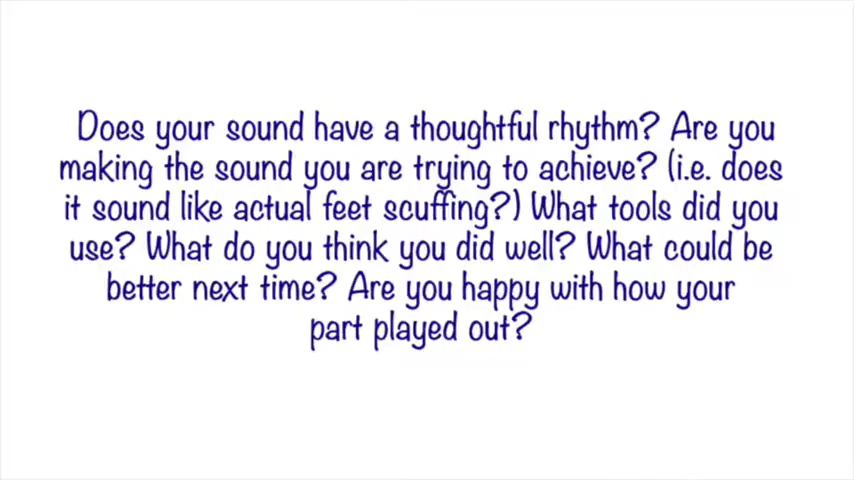 Does your sound have a thoughtful rhythm? Are you
making the sound you are trying to achieve? (i.e. does
it sound like actual feet scuffing?) What tools did you
use? What do you think you did well? What could be
better next time? Are you happy with how your
part played out?